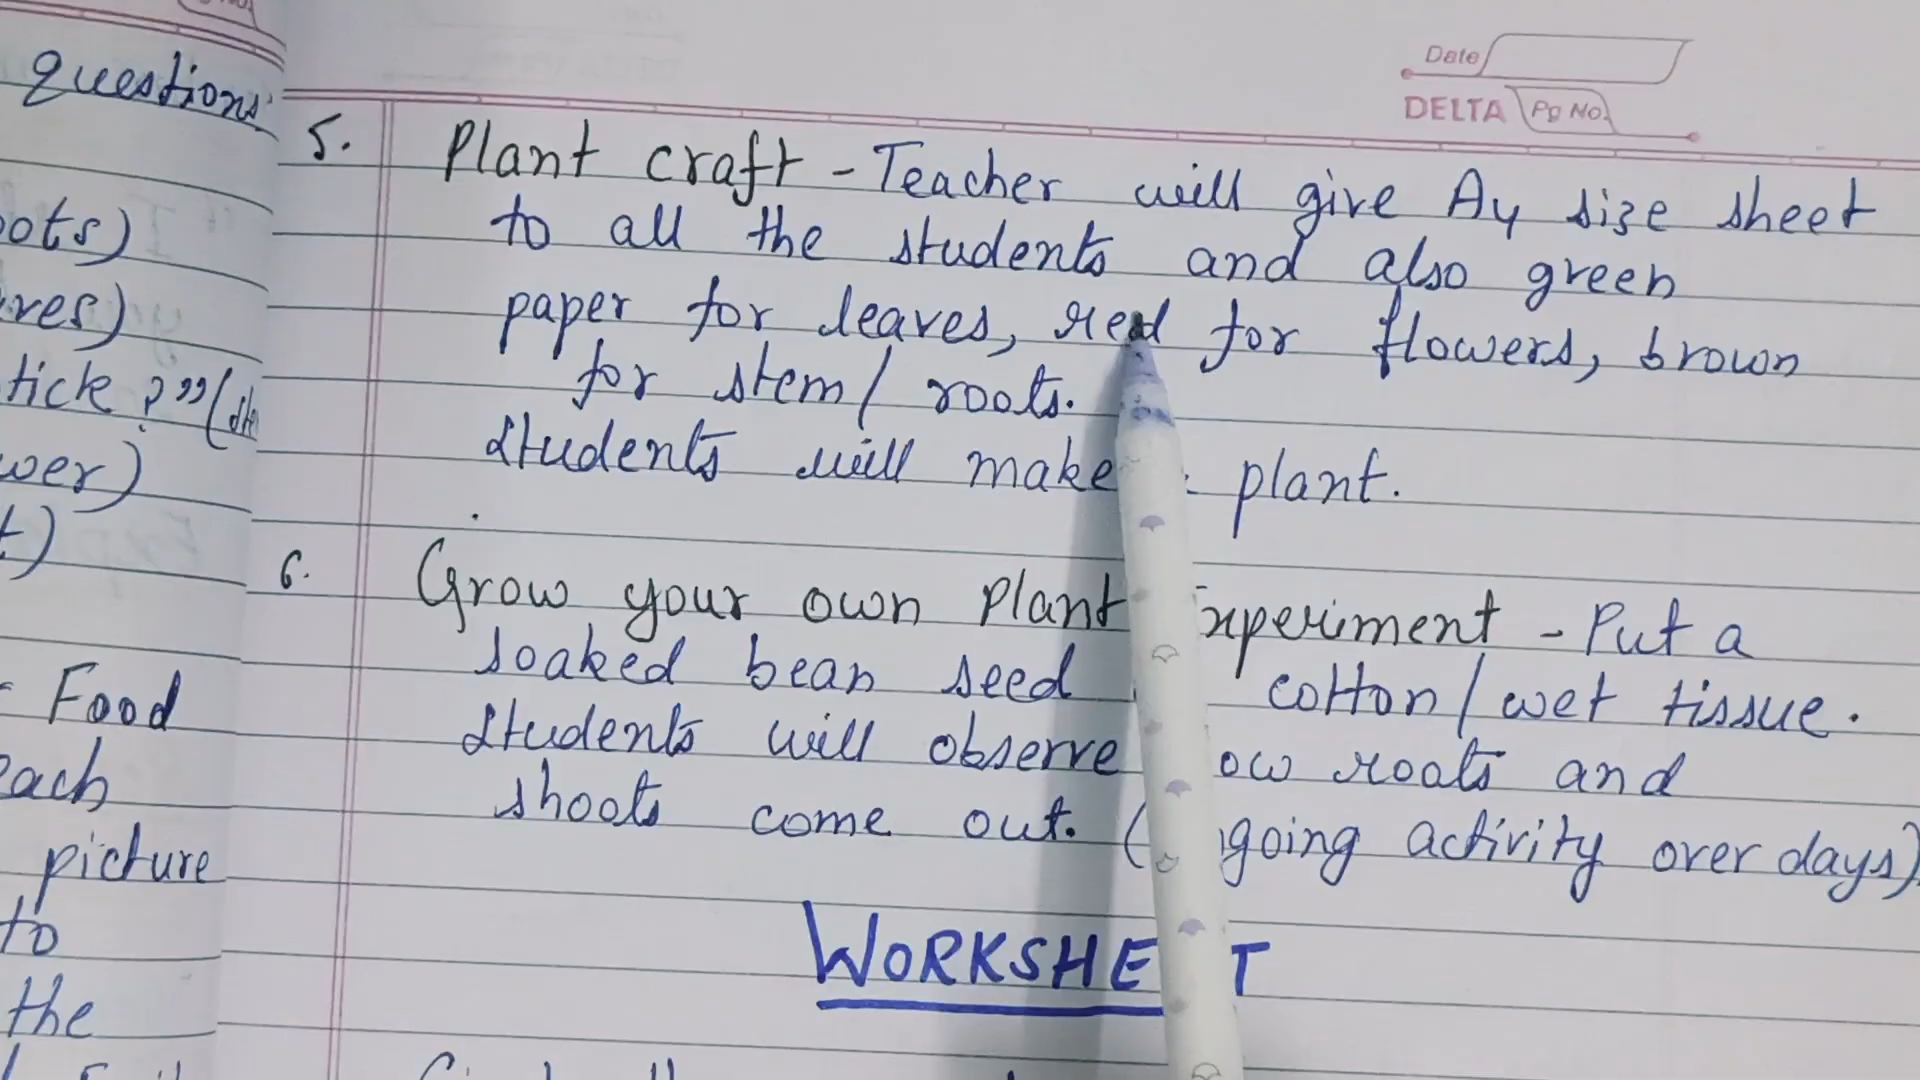 questions
ots)
res)
tick ?"(
wer)
t)
Food
each
picture
to
the
Date
DELTA Pg No.
5. Plant craft - Teacher will give A4 size sheet
to all the students and also green
paper for leaves, red for flowers, brown
for stem/ roots.
Students will make plant.
6. Grow your own Plant xperiment - Put a
soaked bean seed cotton/wet tissue.
Students will observe ow roots and
shoots come out. ( going activity over days)
WORKSHE T